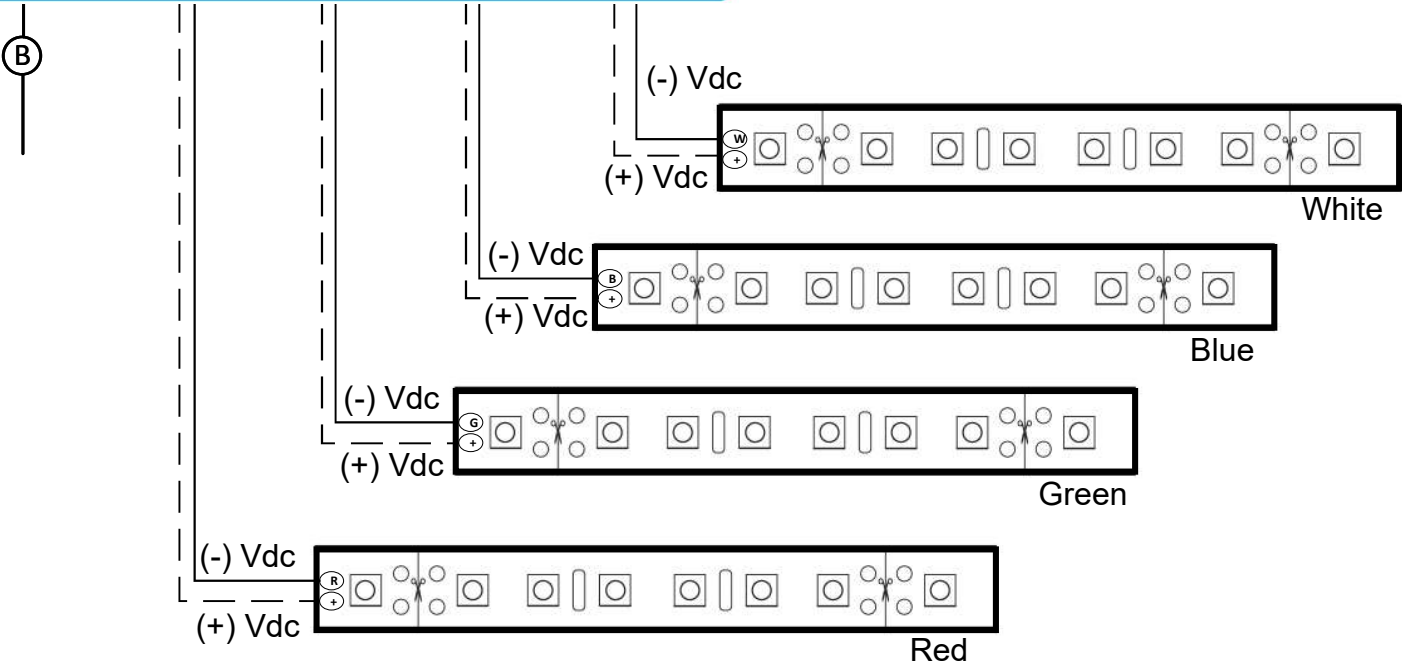 B
(-) Vdc
W
+
(+) Vdc
White
(-) Vdc
B
+
(+) Vdc
Blue
(-) Vdc
G
+
(+) Vdc
Green
(-) Vdc
R
+
(+) Vdc
Red